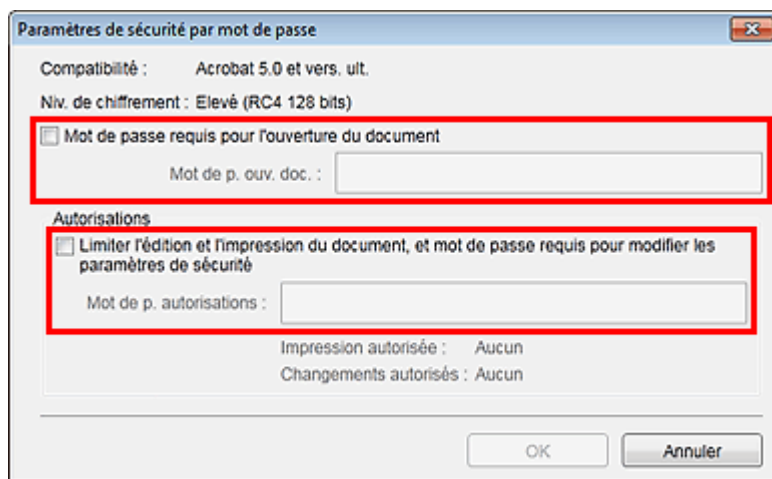 Paramètres de sécurité par mot de passe
Compatibilité : Acrobat 5.0 et vers. ult.
Niv. de chiffrement : Elevé (RC4 128 bits)
Mot de passe requis pour l'ouverture du document
Mot de p. ouv. doc. :
Autorisations
Limiter l'édition et l'impression du document, et mot de passe requis pour modifier les
paramètres de sécurité
Mot de p. autorisations :
Impression autorisée : Aucun
Changements autorisés : Aucun
OK Annuler